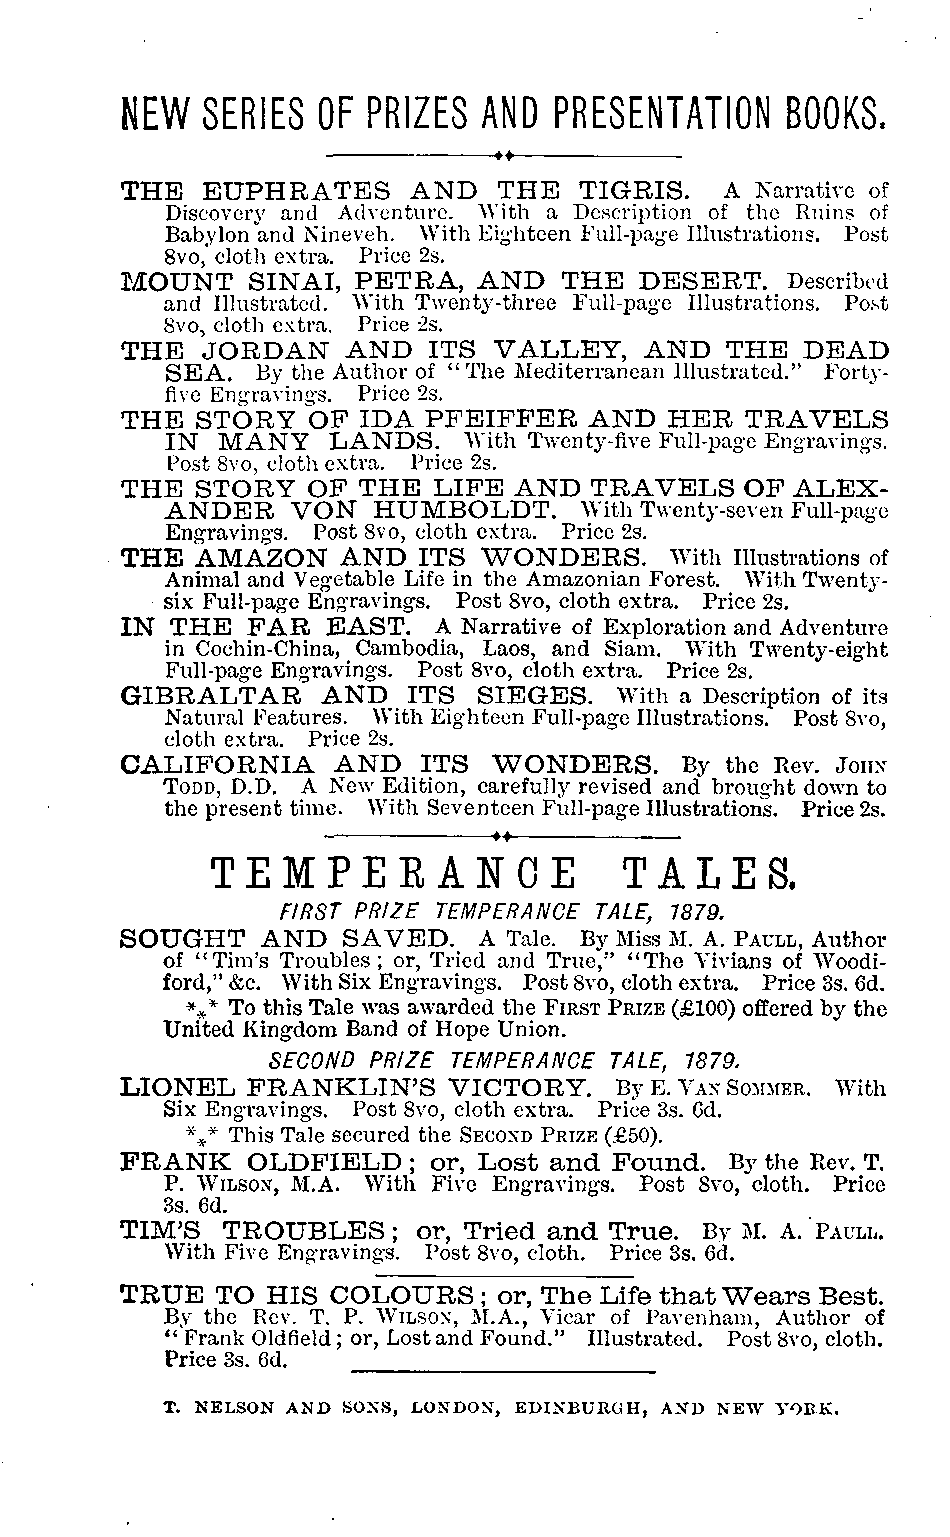 NEW SERIES OF PRIZES AND PRESENTATION BOOKS.
THE EUPHRATES AND THE TIGRIS. A Narrative of
Discovery and Adventure. With a Description of the Ruins of
Babylon and Nineveh. With Eighteen Full-page Illustrations. Post
8vo, cloth extra. Price 2s.
MOUNT SINAI, PETRA, AND THE DESERT. Described
and Illustrated. With Twenty-three Full-page Illustrations. Post
8vo, cloth extra. Price 2s.
THE JORDAN AND ITS VALLEY, AND THE DEAD
SEA. By the Author of "The Mediterranean Illustrated." Forty-
five Engravings. Price 2s.
THE STORY OF IDA PFEIFFER AND HER TRAVELS
IN MANY LANDS. With Twenty-five Full-page Engravings.
Post 8vo, cloth extra. Price 2s.
THE STORY OF THE LIFE AND TRAVELS OF ALEX-
ANDER VON HUMBOLDT. With Twenty-seven Full-page
Engravings. Post 8vo, cloth extra. Price 2s.
THE AMAZON AND ITS WONDERS. With Illustrations of
Animal and Vegetable Life in the Amazonian Forest. With Twenty-
six Full-page Engravings. Post 8vo, cloth extra. Price 2s.
IN THE FAR EAST. A Narrative of Exploration and Adventure
in Cochin-China, Cambodia, Laos, and Siam. With Twenty-eight
Full-page Engravings. Post 8vo, cloth extra. Price 2s.
GIBRALTAR AND ITS SIEGES. With a Description of its
Natural Features. With Eighteen Full-page Illustrations. Post 8vo,
cloth extra. Price 2s.
CALIFORNIA AND ITS WONDERS. By the Rev. JOHN
TODD, D.D. A New Edition, carefully revised and brought down to
the present time. With Seventeen Full-page Illustrations. Price 2s.
TEMPERANCE TALES.
FIRST PRIZE TEMPERANCE TALE, 1879.
SOUGHT AND SAVED. A Tale. By Miss M. A. PAULL, Author
of "Tim's Troubles; or, Tried and True," "The Vivians of Woodi-
ford," &c. With Six Engravings. Post 8vo, cloth extra. Price 3s. 6d.
*** To this Tale was awarded the FIRST PRIZE (£100) offered by the
United Kingdom Band of Hope Union.
SECOND PRIZE TEMPERANCE TALE, 1879.
LIONEL FRANKLIN'S VICTORY. By E. VAN SOMMER. With
Six Engravings. Post 8vo, cloth extra. Price 3s. 6d.
*** This Tale secured the SECOND PRIZE (£50).
FRANK OLDFIELD; or, Lost and Found. By the Rev. T.
P. WILSON, M.A. With Five Engravings. Post 8vo, cloth. Price
3s. 6d.
TIM'S TROUBLES; or, Tried and True. By M. A. PAULL.
With Five Engravings. Post 8vo, cloth. Price 3s. 6d.
TRUE TO HIS COLOURS; or, The Life that Wears Best.
By the Rev. T. P. WILSON, M.A., Vicar of Pavenham, Author of
"Frank Oldfield; or, Lost and Found." Illustrated. Post 8vo, cloth.
Price 3s. 6d.
T. NELSON AND SONS, LONDON, EDINBURGH, AND NEW YORK.